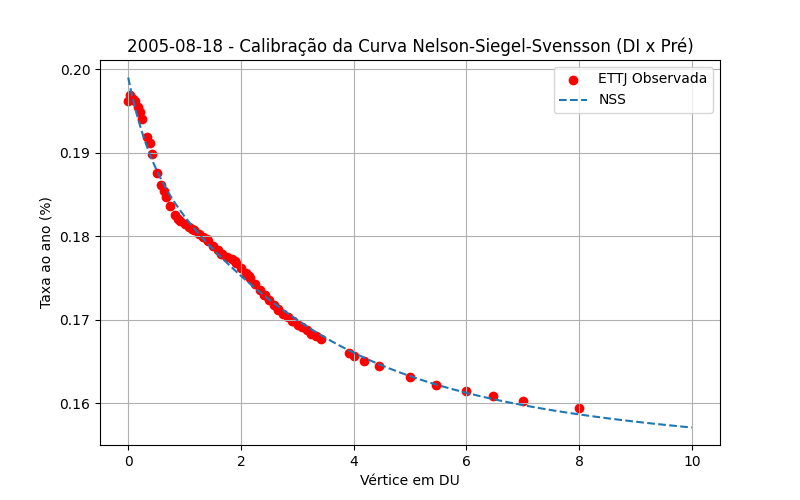 2005-08-18 - Calibração da Curva Nelson-Siegel-Svensson (DI x Pré)
ETTJ Observada
NSS
Taxa ao ano (%)
0.20
0.19
0.18
0.17
0.16
0
2
4
6
8
10
Vértice em DU